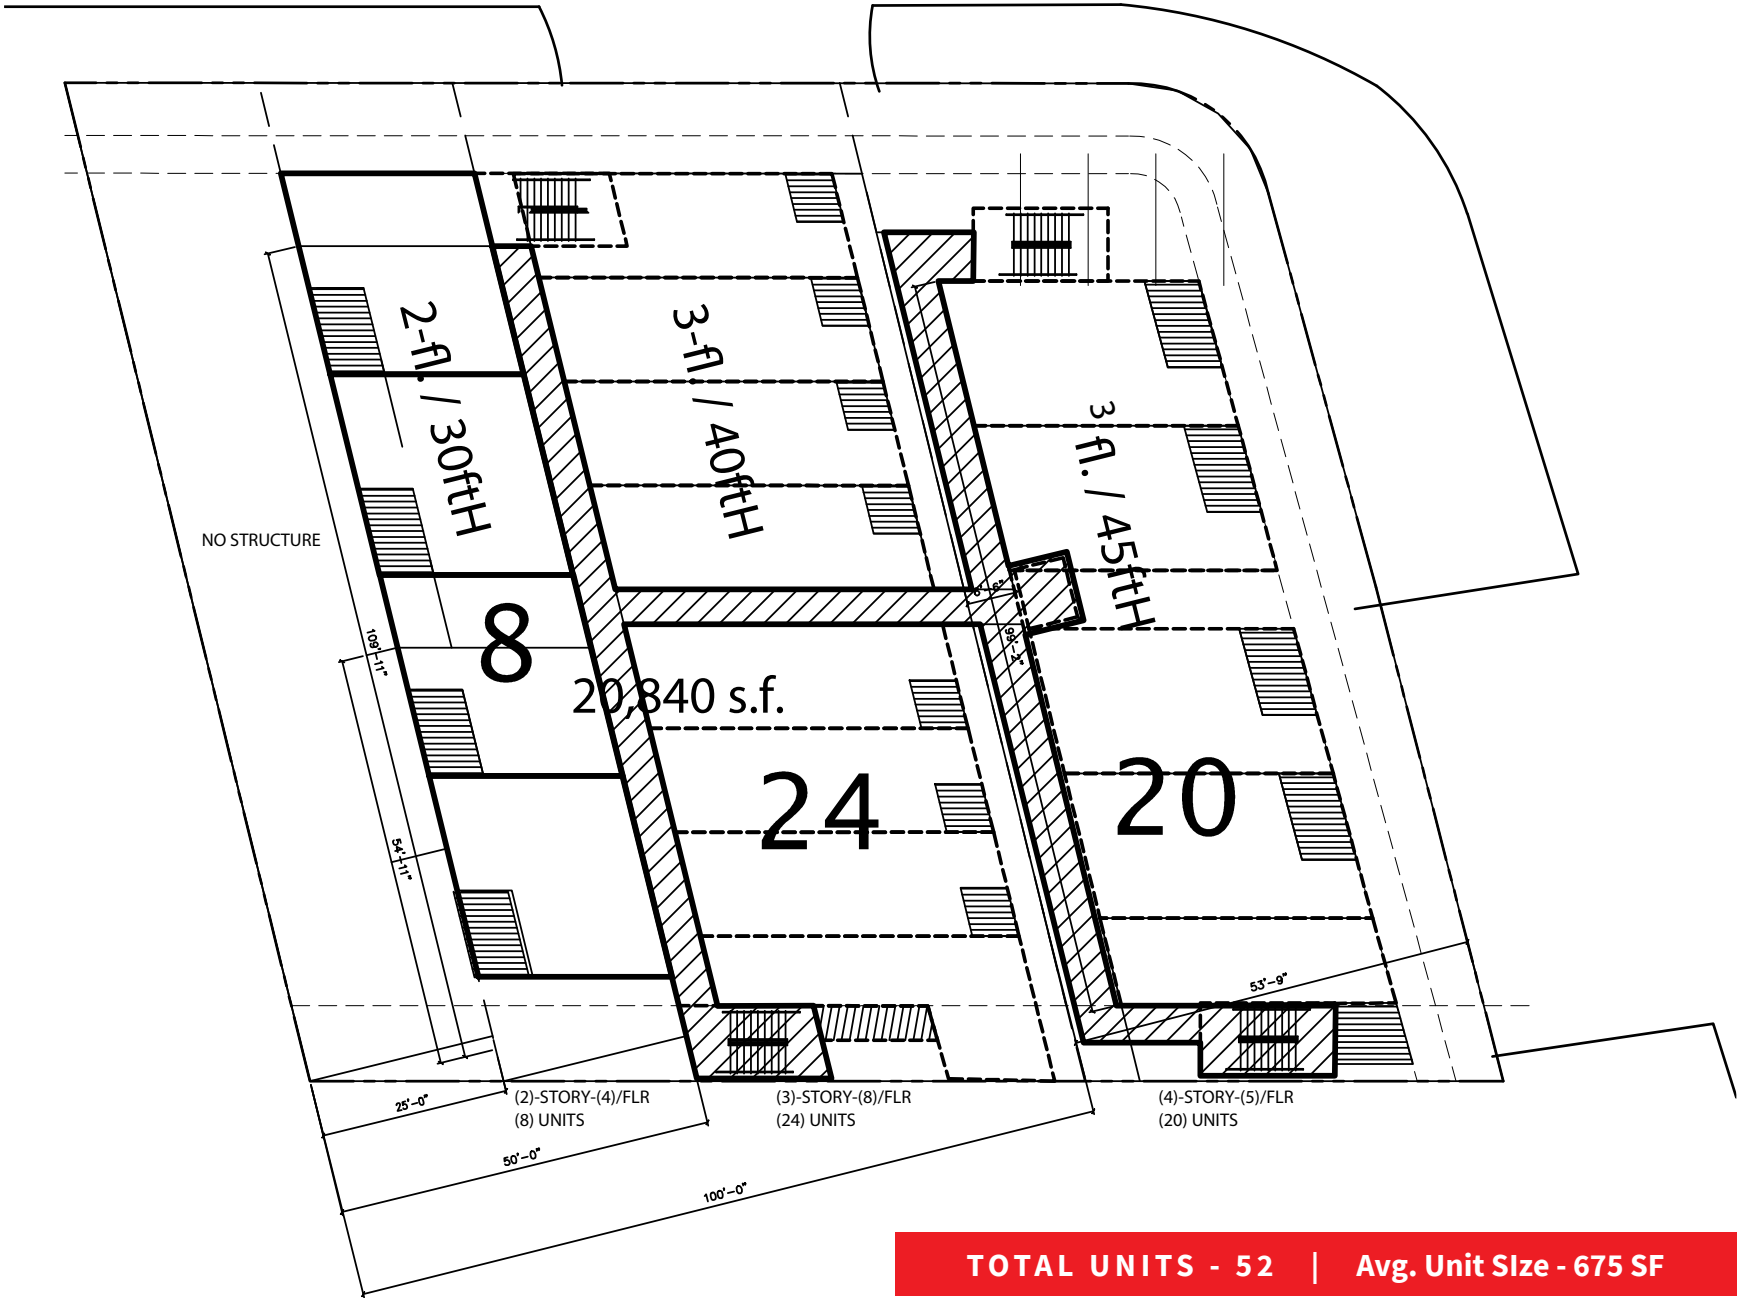 2-fl. / 30ftH
3-fl. / 40ftH
3 fl. / 45ftH
NO STRUCTURE
6'-6"
8
109'-11"
99'-2"
20,840 s.f.
24
20
54'-11"
53'-9"
(2)-STORY-(4)/FLR
(8) UNITS
(3)-STORY-(8)/FLR
(24) UNITS
(4)-STORY-(5)/FLR
(20) UNITS
25'-0"
50'-0"
100'-0"
TOTAL UNITS - 52 | Avg. Unit SIze - 675 SF